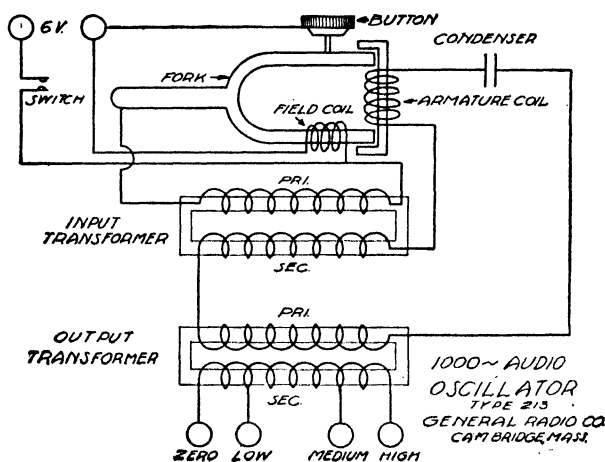 6V.
BUTTON
CONDENSER
FORK
SWITCH
FIELD COIL
ARMATURE COIL
PRI.
INPUT
TRANSFORMER
SEC.
PRI.
OUTPUT
TRANSFORMER
SEC.
1000~ AUDIO
OSCILLATOR
TYPE 213
GENERAL RADIO CO.
CAMBRIDGE, MASS.
ZERO LOW MEDIUM HIGH